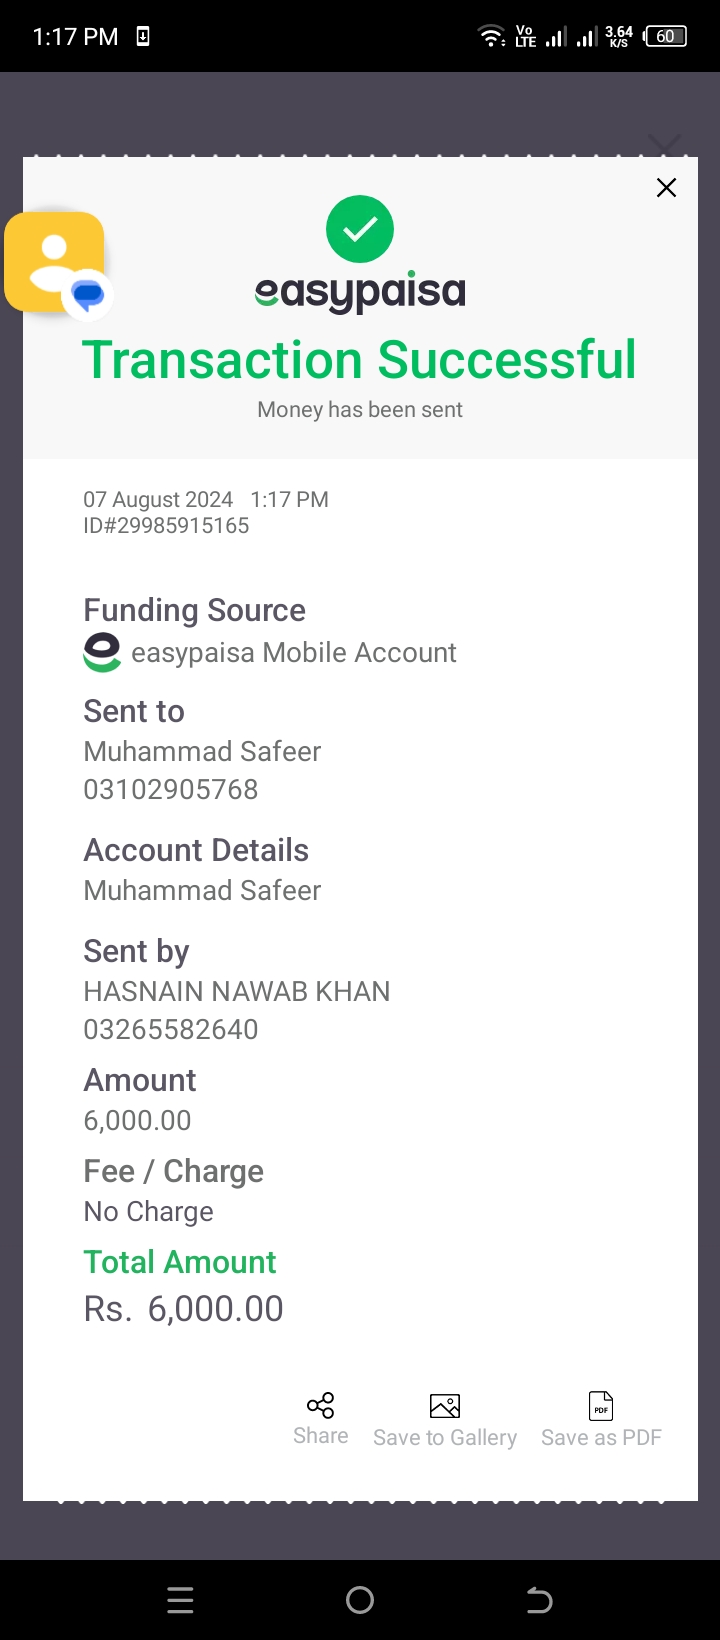 1:17 PM
Vo LTE 3.64 K/S 60
easypaisa
Transaction Successful
Money has been sent
07 August 2024 1:17 PM
ID#29985915165
Funding Source
easypaisa Mobile Account
Sent to
Muhammad Safeer
03102905768
Account Details
Muhammad Safeer
Sent by
HASNAIN NAWAB KHAN
03265582640
Amount
6,000.00
Fee / Charge
No Charge
Total Amount
Rs. 6,000.00
PDF
Share Save to Gallery Save as PDF